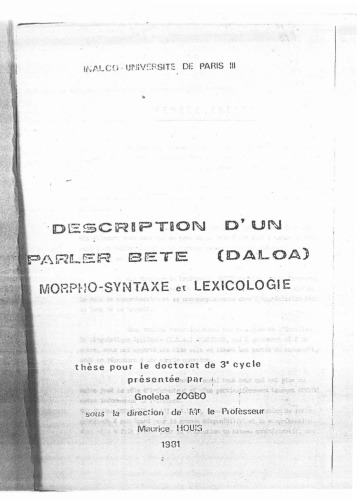 INALCO-UNIVERSITE DE PARIS III
DESCRIPTION D'UN
PARLER BETE (DALOA)
MORPHO-SYNTAXE et LEXICOLOGIE
thèse pour le doctorat de 3e cycle
présentée par
Gnoleba ZOGBO
sous la direction de Mr le Professeur
Maurice HOUIS
1981